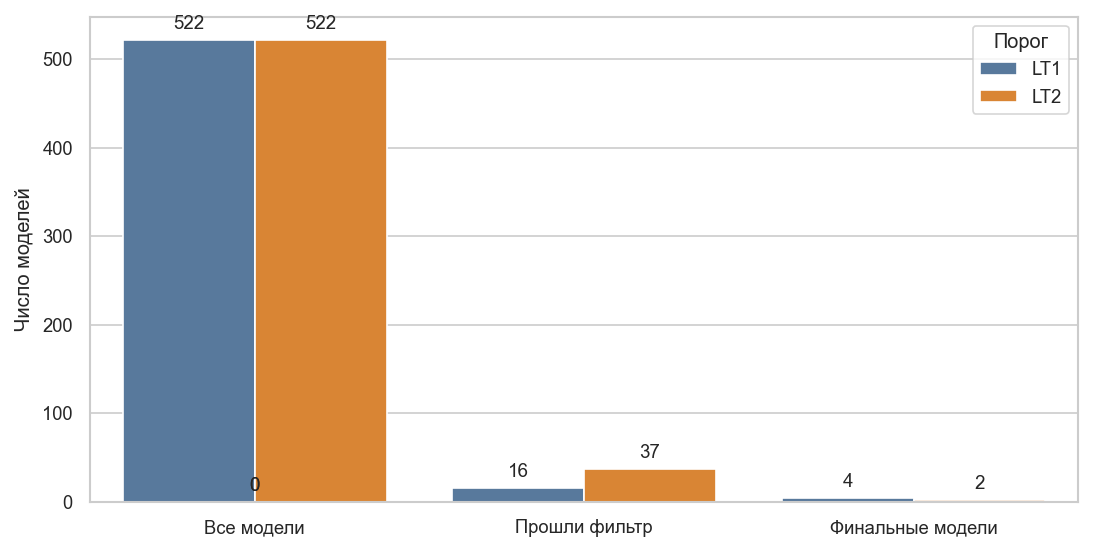 522
522
Порог
LT1
LT2
500
400
300
200
100
0
Число моделей
0
16
37
4
2
Все модели
Прошли фильтр
Финальные модели